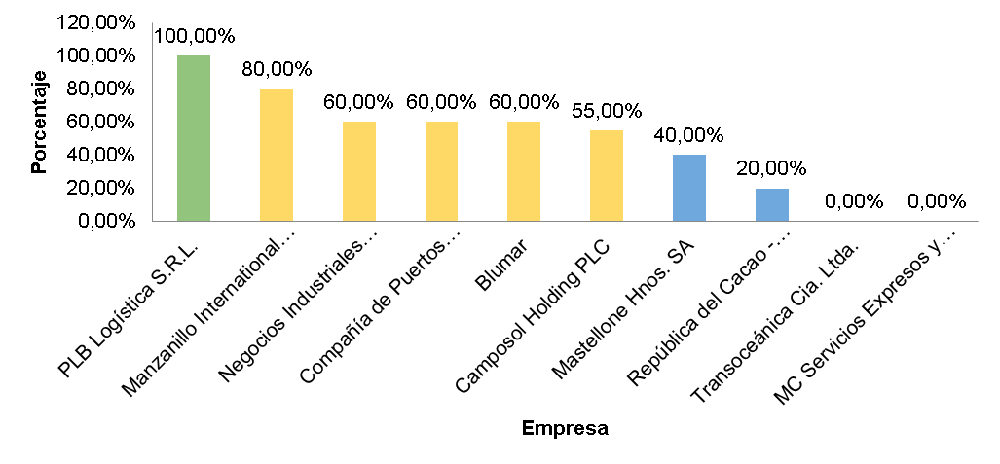 120,00%
100,00%
80,00%
60,00%
40,00%
20,00%
0,00%
Porcentaje
100,00%
80,00%
60,00%
60,00%
60,00%
55,00%
40,00%
20,00%
0,00%
0,00%
PLB Logística S.R.L.
Manzanillo International…
Negocios Industriales…
Compañía de Puertos…
Blumar
Camposol Holding PLC
Mastellone Hnos. SA
República del Cacao -…
Transoceánica Cia. Ltda.
MC Servicios Expresos y…
Empresa